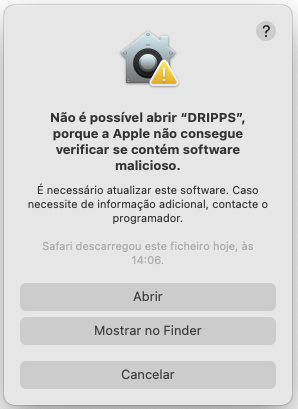 ?
Não é possível abrir “DRIPPS”,
porque a Apple não consegue
verificar se contém software
malicioso.
É necessário atualizar este software. Caso
necessite de informação adicional, contacte o
programador.
Safari descarregou este ficheiro hoje, às
14:06.
Abrir
Mostrar no Finder
Cancelar